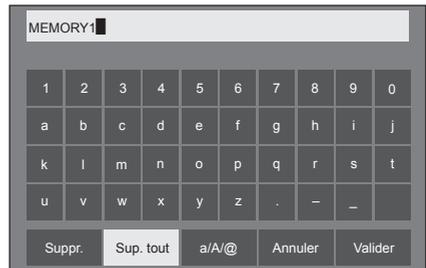 MEMORY1
1 2 3 4 5 6 7 8 9 0
a b c d e f g h i j
k l m n o p q r s t
u v w x y z . – _
Suppr. Sup. tout a/A/@ Annuler Valider